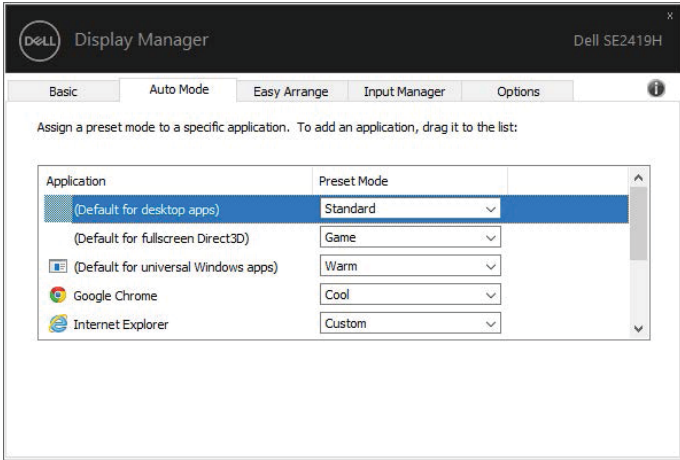 x
DELL Display Manager Dell SE2419H
Basic Auto Mode Easy Arrange Input Manager Options
Assign a preset mode to a specific application. To add an application, drag it to the list:
Application Preset Mode
(Default for desktop apps) Standard
(Default for fullscreen Direct3D) Game
(Default for universal Windows apps) Warm
Google Chrome Cool
Internet Explorer Custom